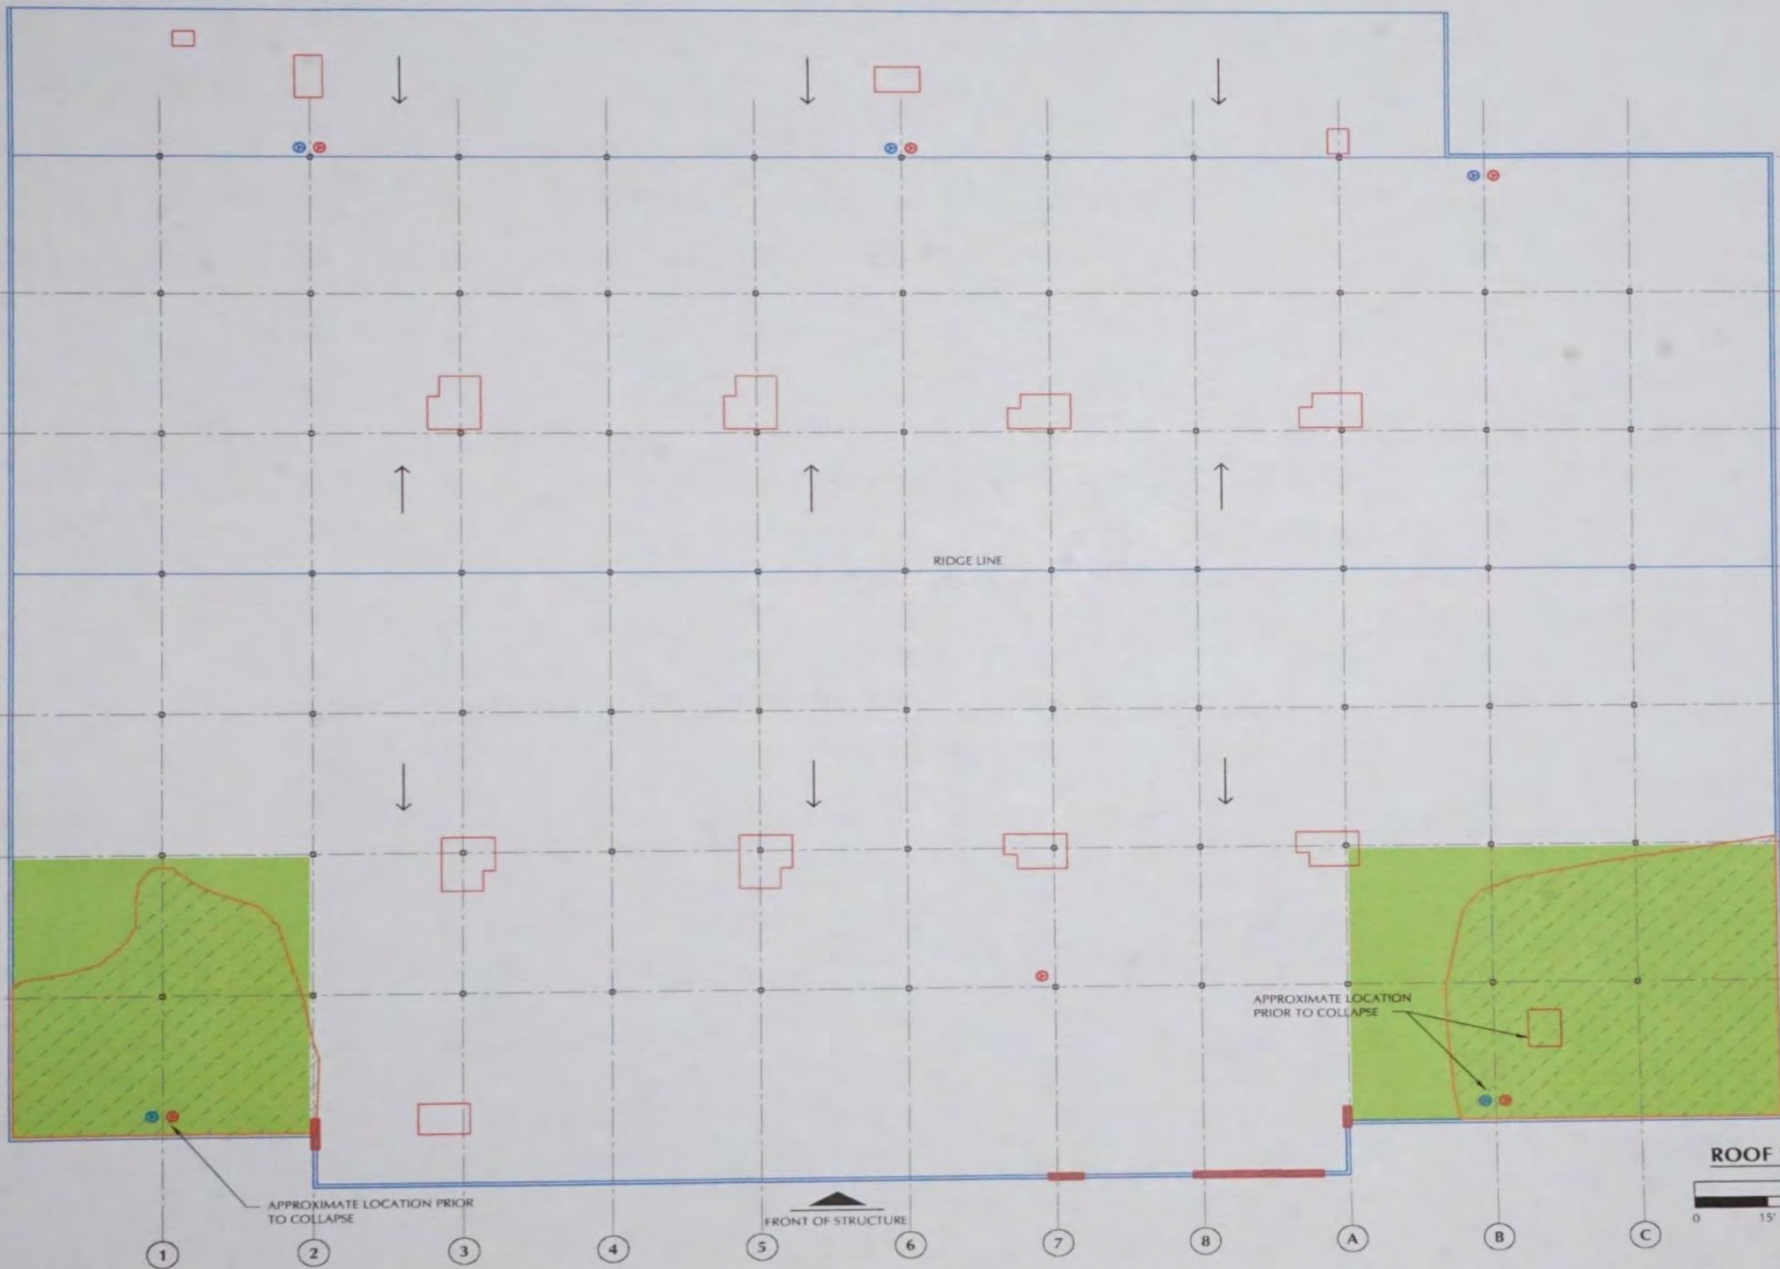 RIDGE LINE
APPROXIMATE LOCATION
PRIOR TO COLLAPSE
APPROXIMATE LOCATION PRIOR
TO COLLAPSE
FRONT OF STRUCTURE
ROOF
0 15'
1 2 3 4 5 6 7 8 A B C